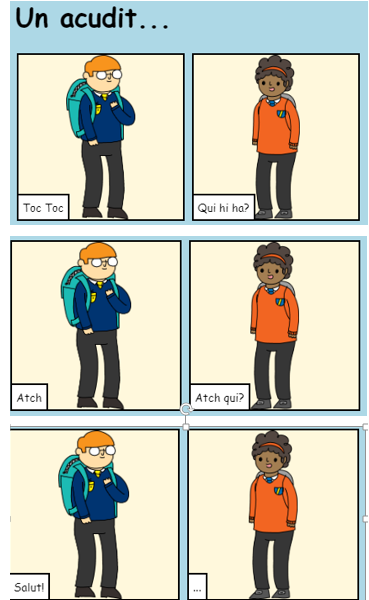 Un acudit...
Toc Toc
Qui hi ha?
Atch
Atch qui?
Salut!
...